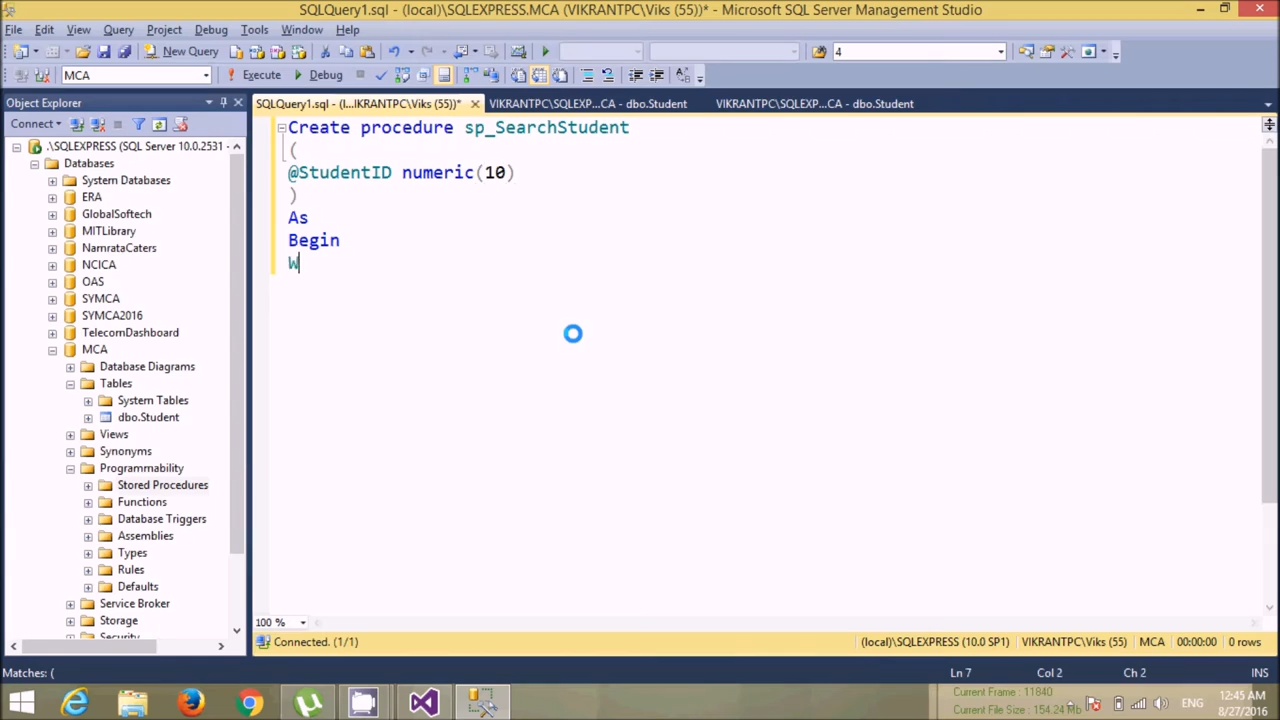 SQLQuery1.sql - (local)\SQLEXPRESS.MCA (VIKRANTPC\Viks (55))* - Microsoft SQL Server Management Studio
File Edit View Query Project Debug Tools Window Help
New Query 4
MCA Execute Debug
Object Explorer
SQLQuery1.sql - (l...IKRANTPC\Viks (55))* VIKRANTPC\SQLEXP...CA - dbo.Student VIKRANTPC\SQLEXP...CA - dbo.Student
Connect
.\SQLEXPRESS (SQL Server 10.0.2531 -
Databases
System Databases
ERA
GlobalSoftech
MITLibrary
NamrataCaters
NCICA
OAS
SYMCA
SYMCA2016
TelecomDashboard
MCA
Database Diagrams
Tables
System Tables
dbo.Student
Views
Synonyms
Programmability
Stored Procedures
Functions
Database Triggers
Assemblies
Types
Rules
Defaults
Service Broker
Storage
Security
Create procedure sp_SearchStudent
(
@StudentID numeric(10)
)
As
Begin
W
100 %
Connected. (1/1) (local)\SQLEXPRESS (10.0 SP1) VIKRANTPC\Viks (55) MCA 00:00:00 0 rows
Matches: ( Ln 7 Col 2 Ch 2 INS
Current Frame : 11840
Current File Size : 154.24 Mb
ENG
12:45 AM
8/27/2016